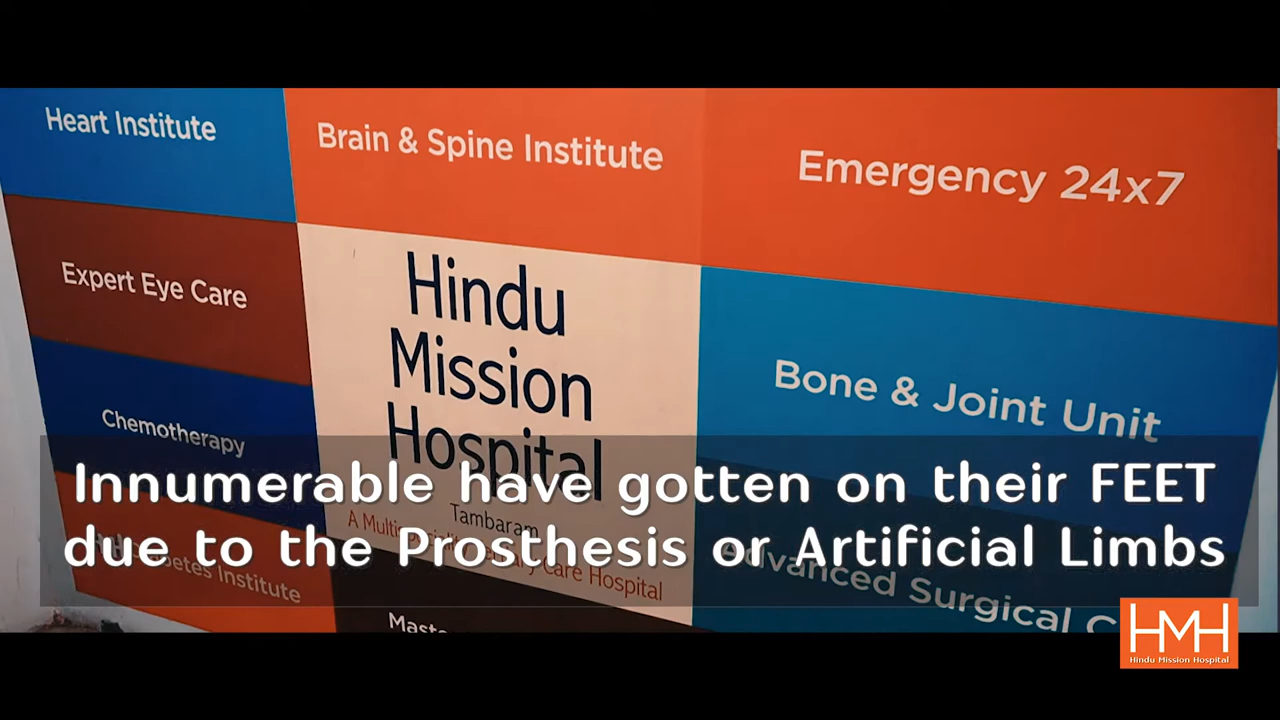 Heart Institute
Brain & Spine Institute
Emergency 24x7
Expert Eye Care
Hindu
Mission
Hospital
Tambaram
Bone & Joint Unit
Chemotherapy
Innumerable have gotten on their FEET
due to the Prosthesis or Artificial Limbs
Institute
Care Hospital
Advanced Surgical C
HMH
Hindu Mission Hospital